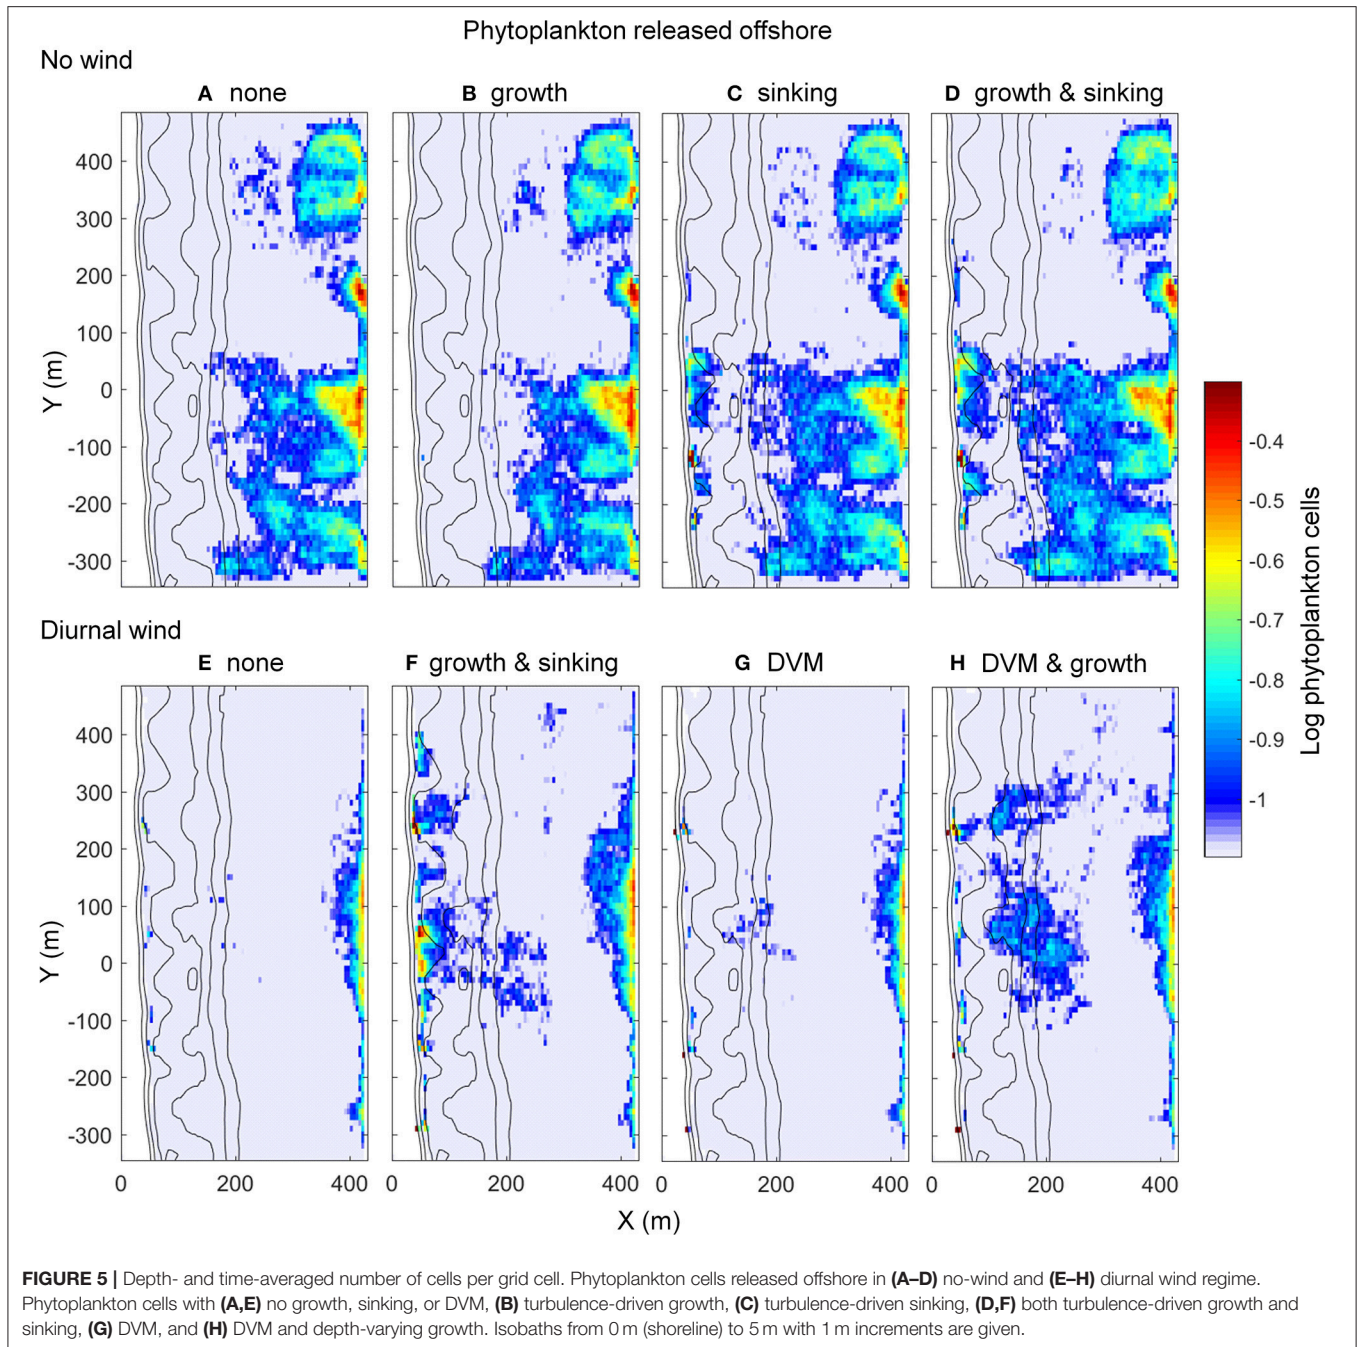 Phytoplankton released offshore
No wind
A none
B growth
C sinking
D growth & sinking
400
300
200
100
0
-100
-200
-300
Y (m)
-0.4
-0.5
-0.6
-0.7
-0.8
-0.9
-1
Log phytoplankton cells
Diurnal wind
E none
F growth & sinking
G DVM
H DVM & growth
400
300
200
100
0
-100
-200
-300
Y (m)
0 200 400 0 200 400 0 200 400 0 200 400
X (m)
FIGURE 5 | Depth- and time-averaged number of cells per grid cell. Phytoplankton cells released offshore in (A–D) no-wind and (E–H) diurnal wind regime.
Phytoplankton cells with (A,E) no growth, sinking, or DVM, (B) turbulence-driven growth, (C) turbulence-driven sinking, (D,F) both turbulence-driven growth and
sinking, (G) DVM, and (H) DVM and depth-varying growth. Isobaths from 0 m (shoreline) to 5 m with 1 m increments are given.